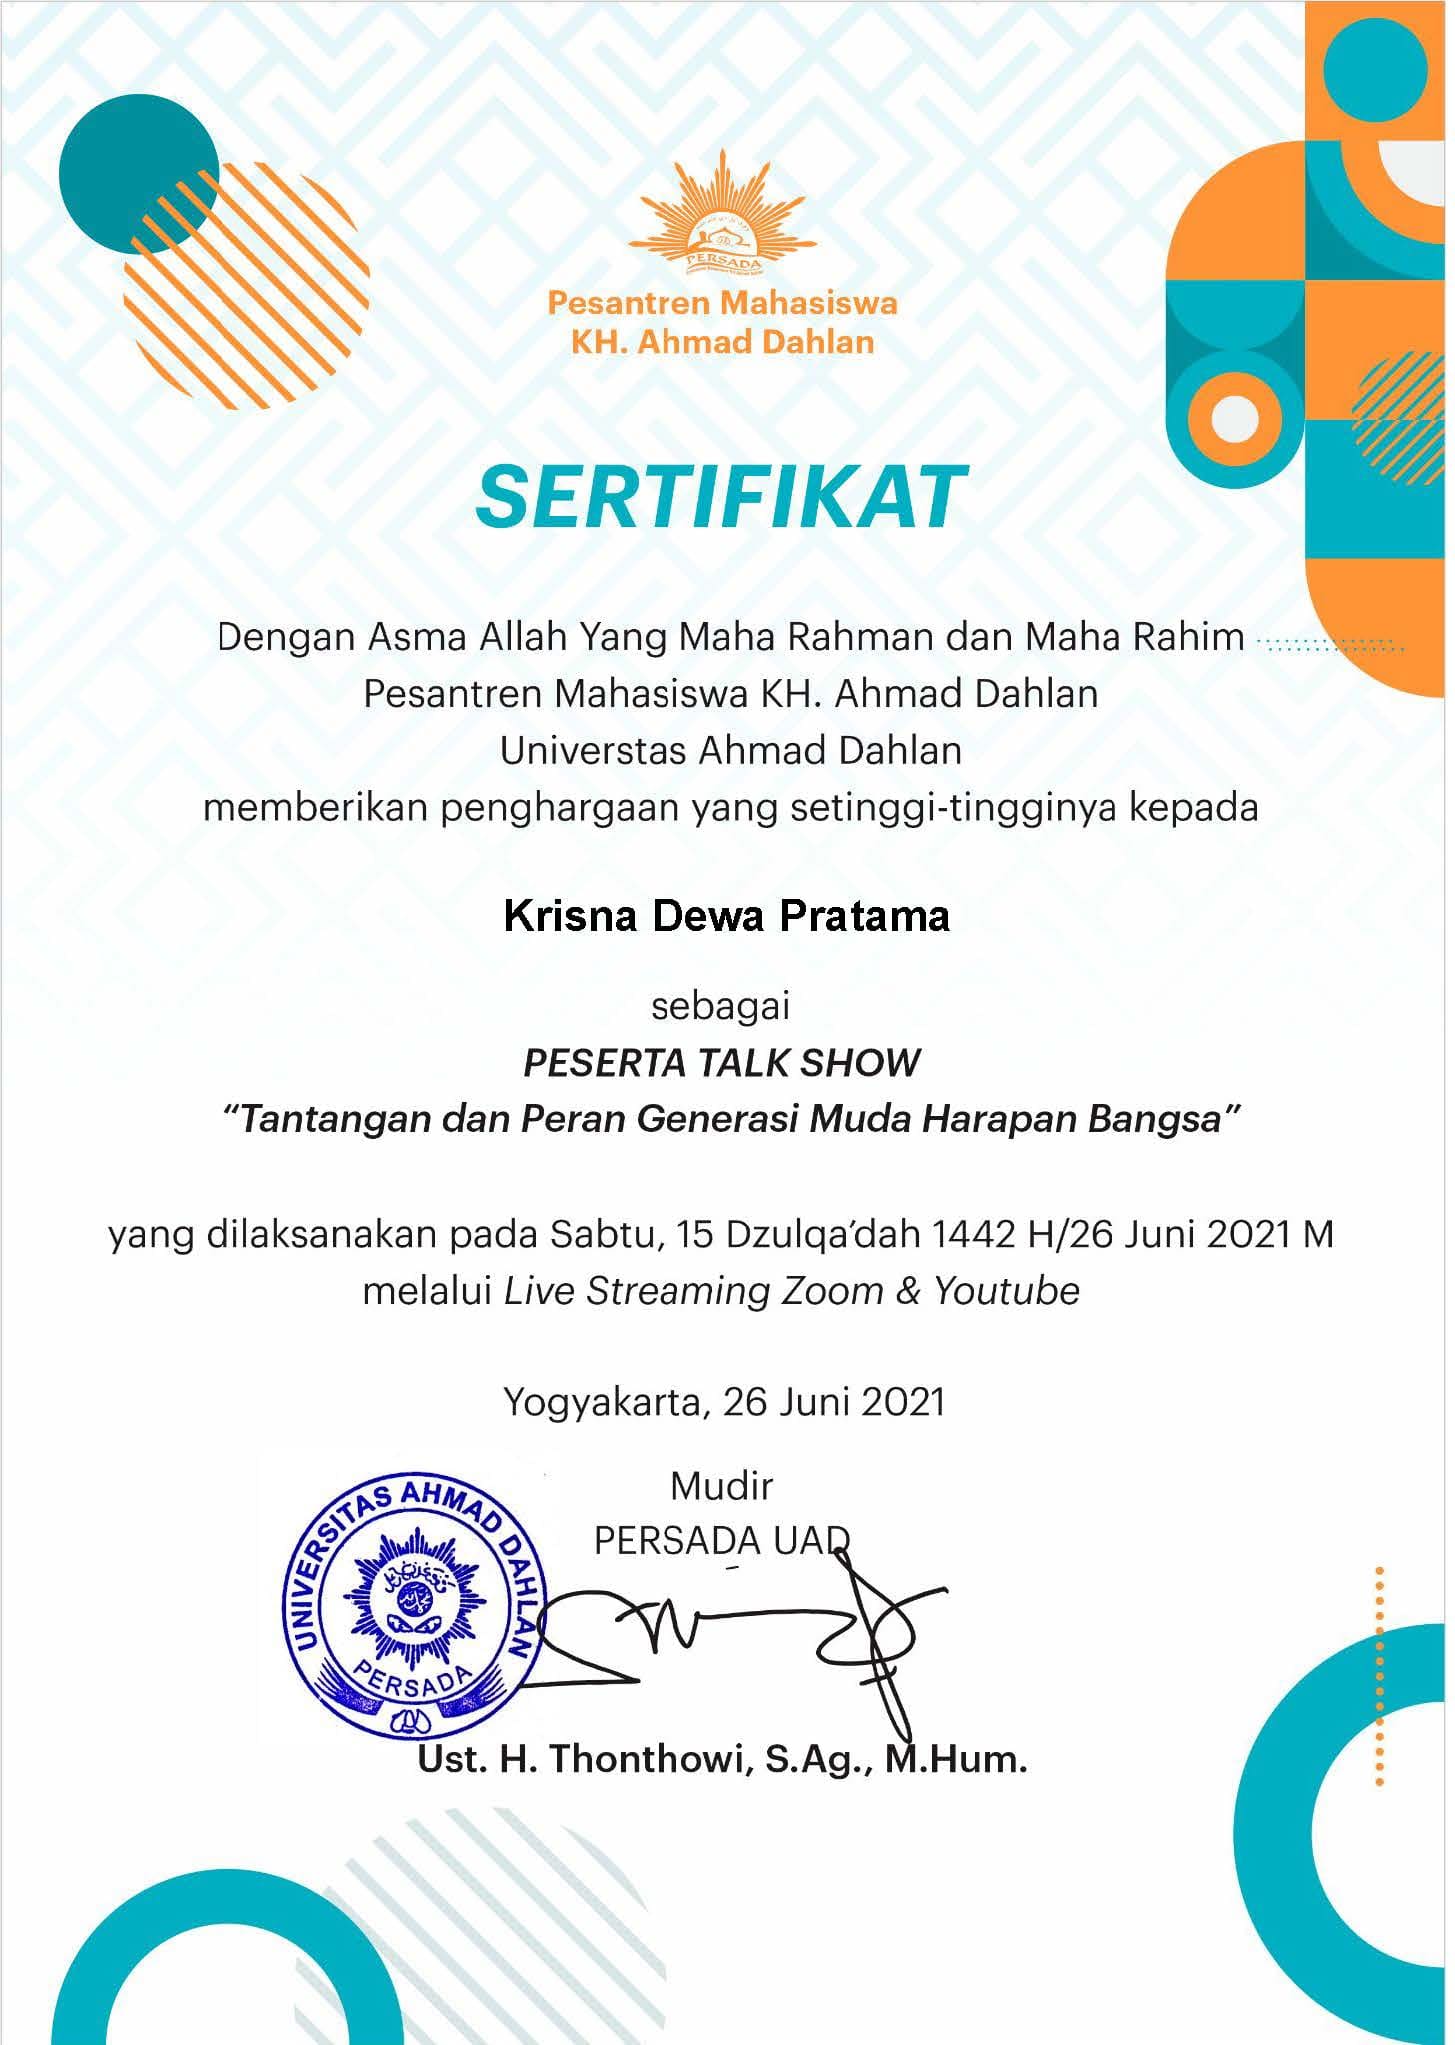 PERSADA
Pesantren Mahasiswa
KH. Ahmad Dahlan
SERTIFIKAT
Dengan Asma Allah Yang Maha Rahman dan Maha Rahim
Pesantren Mahasiswa KH. Ahmad Dahlan
Universtas Ahmad Dahlan
memberikan penghargaan yang setinggi-tingginya kepada
Krisna Dewa Pratama
sebagai
PESERTA TALK SHOW
“Tantangan dan Peran Generasi Muda Harapan Bangsa”
yang dilaksanakan pada Sabtu, 15 Dzulqa’dah 1442 H/26 Juni 2021 M
melalui Live Streaming Zoom & Youtube
Yogyakarta, 26 Juni 2021
Mudir
PERSADA UAD
UNIVERSITAS AHMAD DAHLAN
PERSADA
Ust. H. Thonthowi, S.Ag., M.Hum.